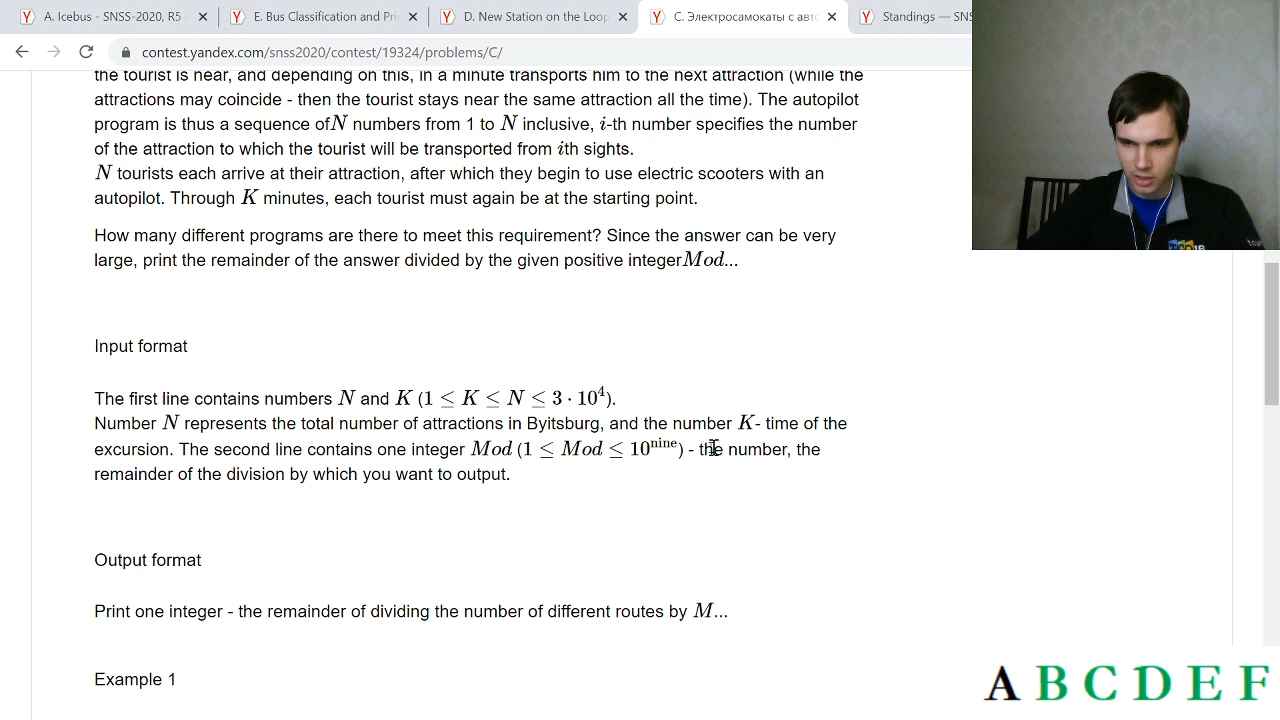 A. Icebus - SNSS-2020, R5 -
E. Bus Classification and Pri
D. New Station on the Loop
С. Электросамокаты с авто
Standings — SNS
contest.yandex.com/snss2020/contest/19324/problems/C/
the tourist is near, and depending on this, in a minute transports him to the next attraction (while the
attractions may coincide - then the tourist stays near the same attraction all the time). The autopilot
program is thus a sequence ofN numbers from 1 to N inclusive, i-th number specifies the number
of the attraction to which the tourist will be transported from ith sights.
N tourists each arrive at their attraction, after which they begin to use electric scooters with an
autopilot. Through K minutes, each tourist must again be at the starting point.
How many different programs are there to meet this requirement? Since the answer can be very
large, print the remainder of the answer divided by the given positive integerMod...
Input format
The first line contains numbers N and K (1 ≤ K ≤ N ≤ 3 · 10⁴).
Number N represents the total number of attractions in Byitsburg, and the number K- time of the
excursion. The second line contains one integer Mod (1 ≤ Mod ≤ 10^nine) - the number, the
remainder of the division by which you want to output.
Output format
Print one integer - the remainder of dividing the number of different routes by M...
Example 1
A B C D E F